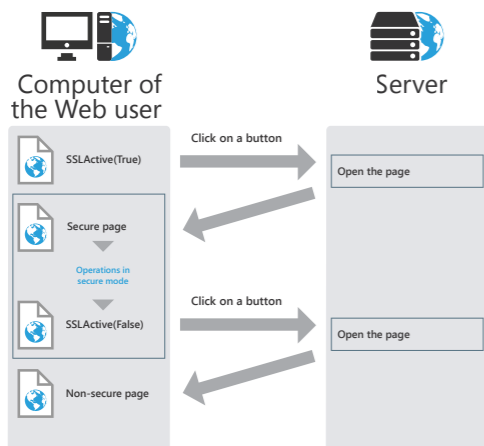 Computer of
the Web user
Server
Click on a button
SSLActive(True)
Open the page
Secure page
Operations in
secure mode
Click on a button
SSLActive(False)
Open the page
Non-secure page